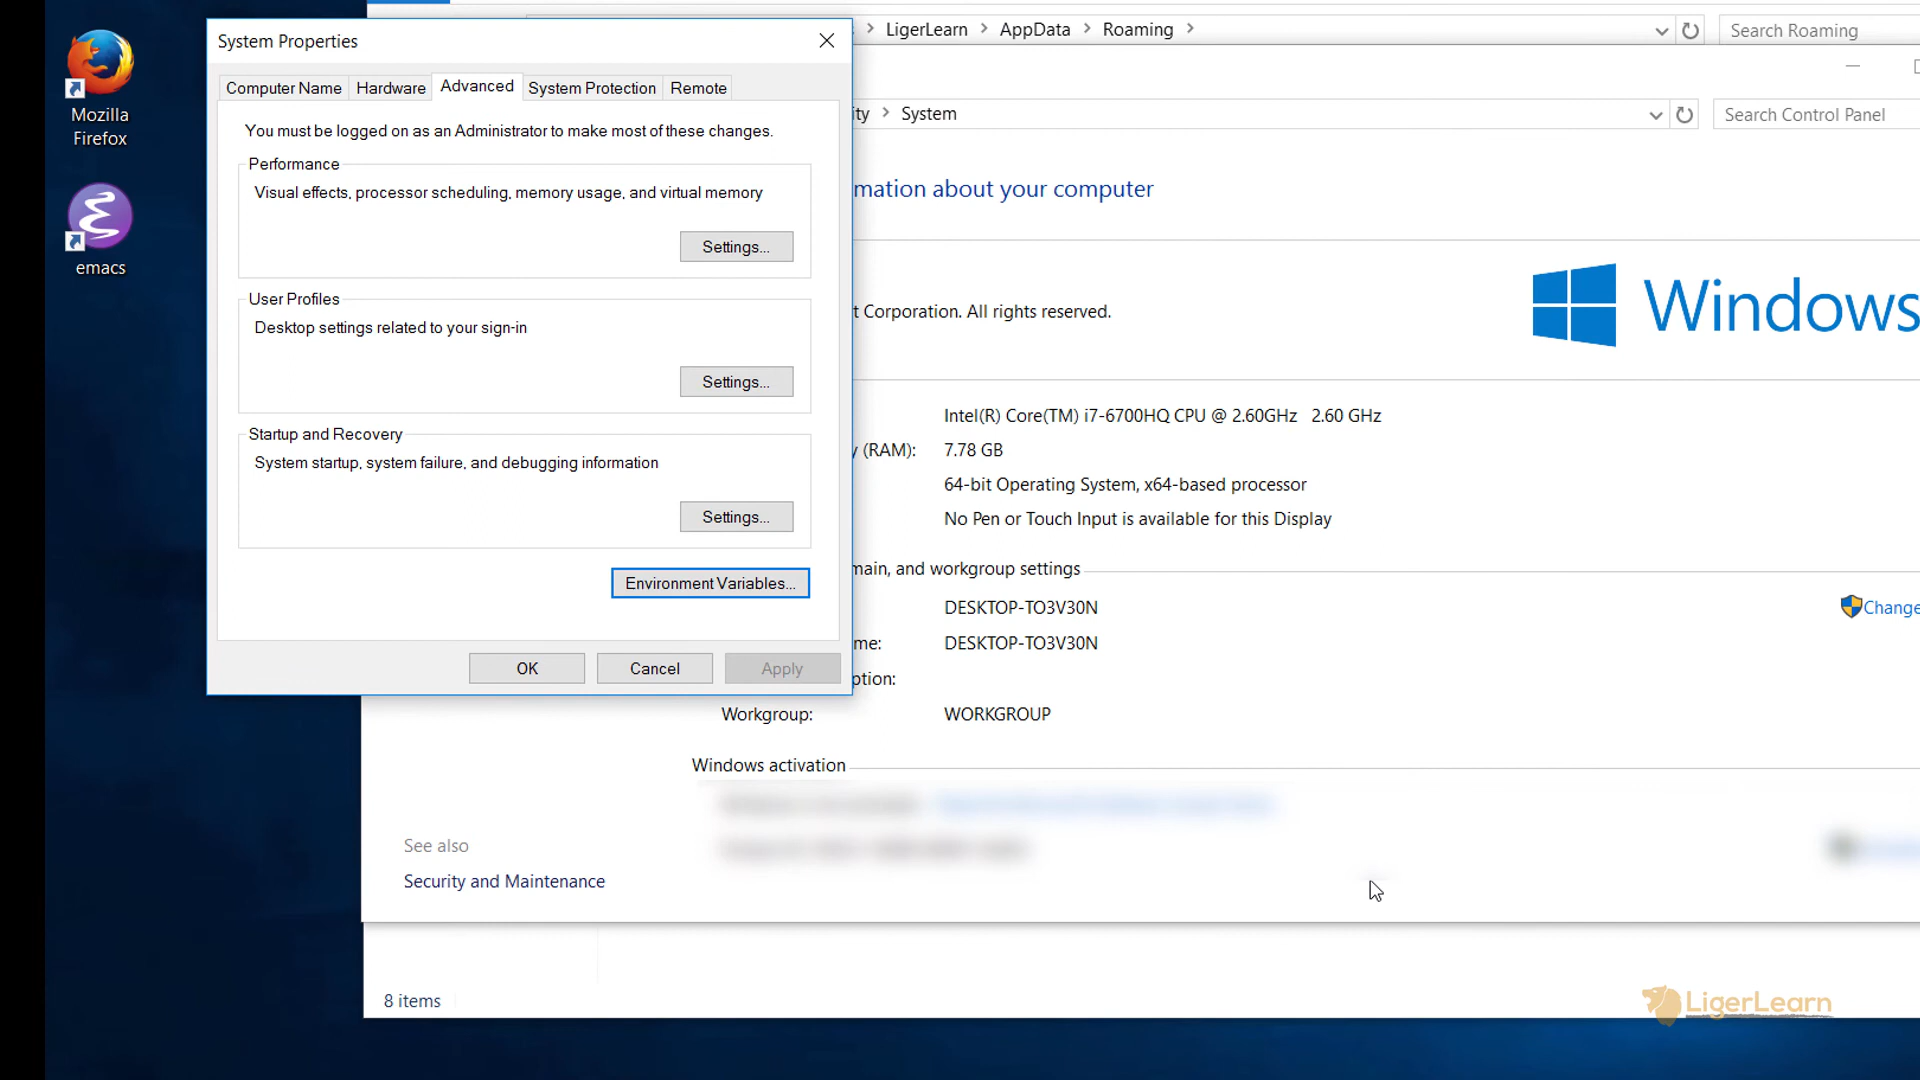 Mozilla
Firefox
emacs
System Properties
Computer Name
Hardware
Advanced
System Protection
Remote
You must be logged on as an Administrator to make most of these changes.
Performance
Visual effects, processor scheduling, memory usage, and virtual memory
Settings...
User Profiles
Desktop settings related to your sign-in
Settings...
Startup and Recovery
System startup, system failure, and debugging information
Settings...
Environment Variables...
OK
Cancel
Apply
LigerLearn
AppData
Roaming
Search Roaming
ity
System
Search Control Panel
mation about your computer
t Corporation. All rights reserved.
Windows
Intel(R) Core(TM) i7-6700HQ CPU @ 2.60GHz 2.60 GHz
y (RAM): 7.78 GB
64-bit Operating System, x64-based processor
No Pen or Touch Input is available for this Display
main, and workgroup settings
DESKTOP-TO3V30N
Change
me: DESKTOP-TO3V30N
ption:
Workgroup: WORKGROUP
Windows activation
See also
Security and Maintenance
8 items
LigerLearn